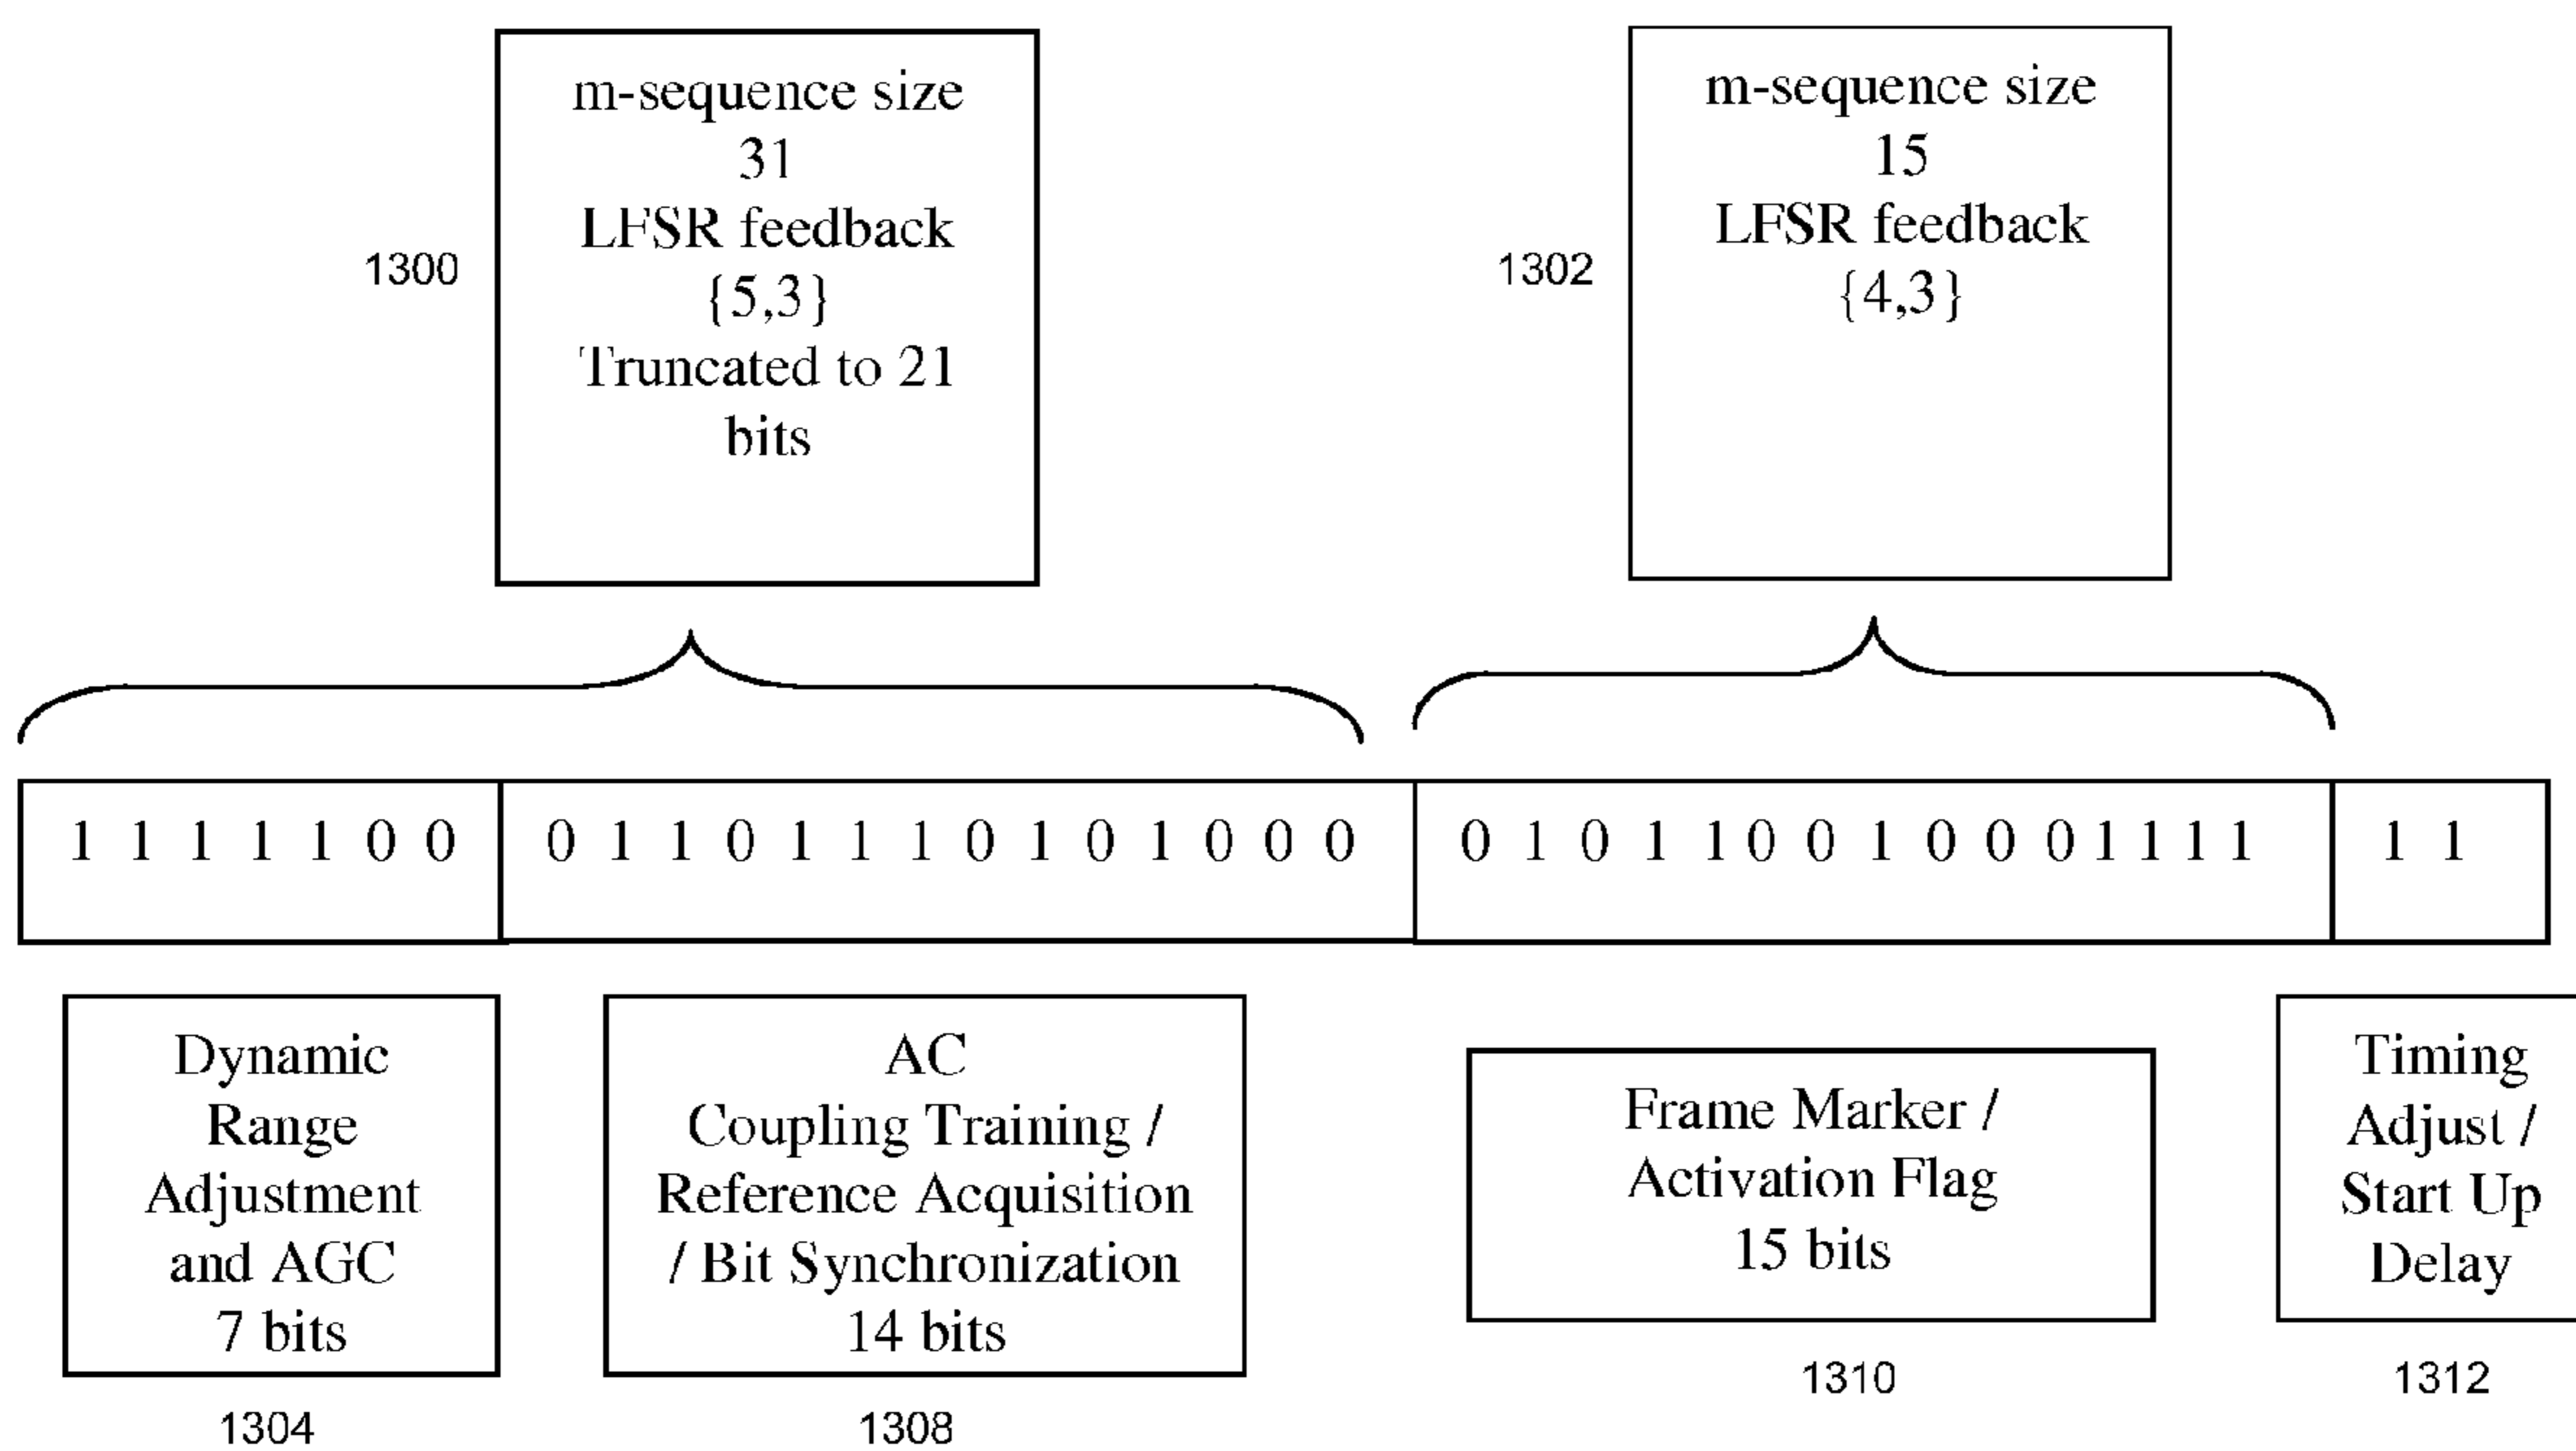 m-sequence size
31
LFSR feedback
{5,3}
Truncated to 21
bits
1300
m-sequence size
15
LFSR feedback
{4,3}
1302
1 1 1 1 1 0 0 0 1 1 0 1 1 1 0 1 0 1 0 0 0 0 1 0 1 1 0 0 1 0 0 0 1 1 1 1 1 1
Dynamic
Range
Adjustment
and AGC
7 bits
1304
AC
Coupling Training /
Reference Acquisition
/ Bit Synchronization
14 bits
1308
Frame Marker /
Activation Flag
15 bits
1310
Timing
Adjust /
Start Up
Delay
1312